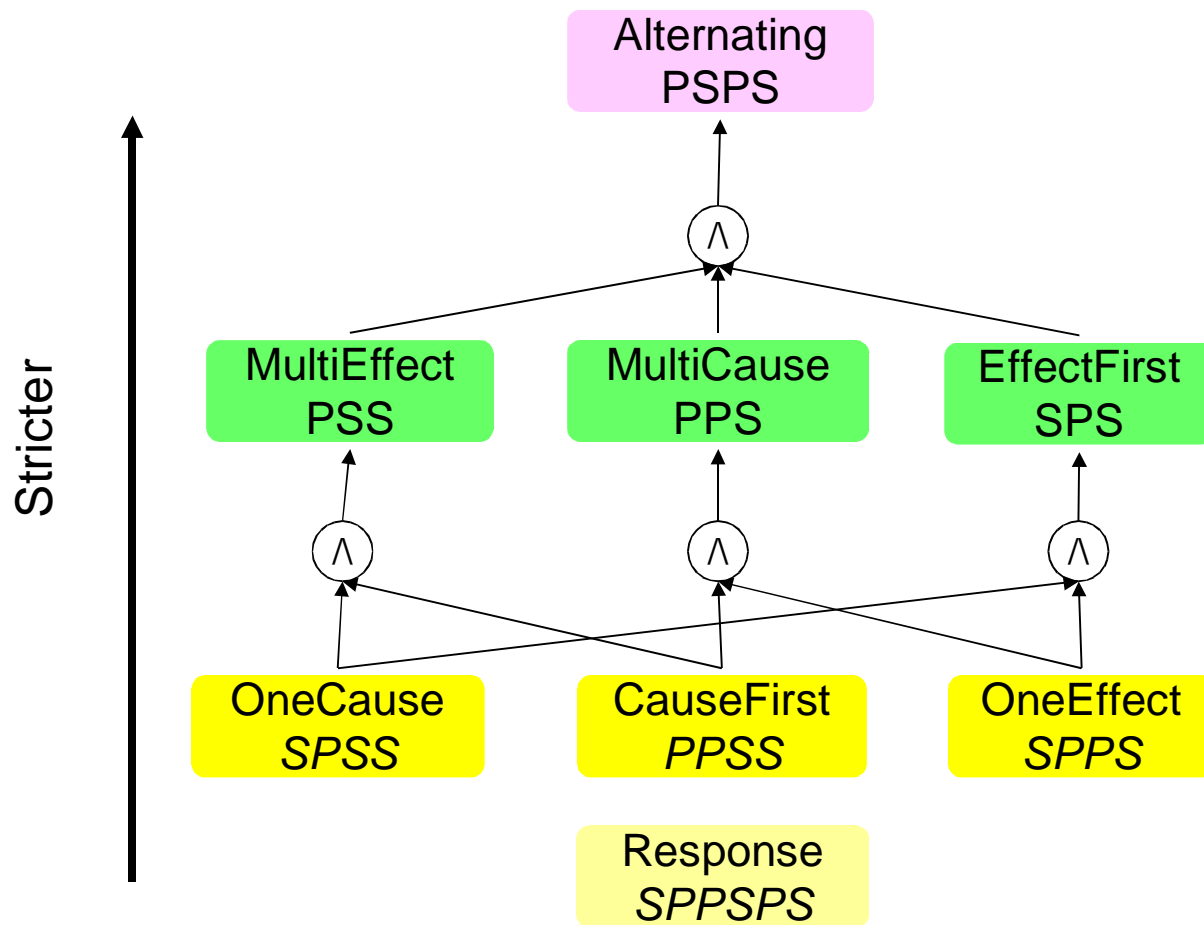 Alternating
PSPS
Stricter
Λ
MultiEffect
PSS
MultiCause
PPS
EffectFirst
SPS
Λ
Λ
Λ
OneCause
SPSS
CauseFirst
PPSS
OneEffect
SPPS
Response
SPPSPS